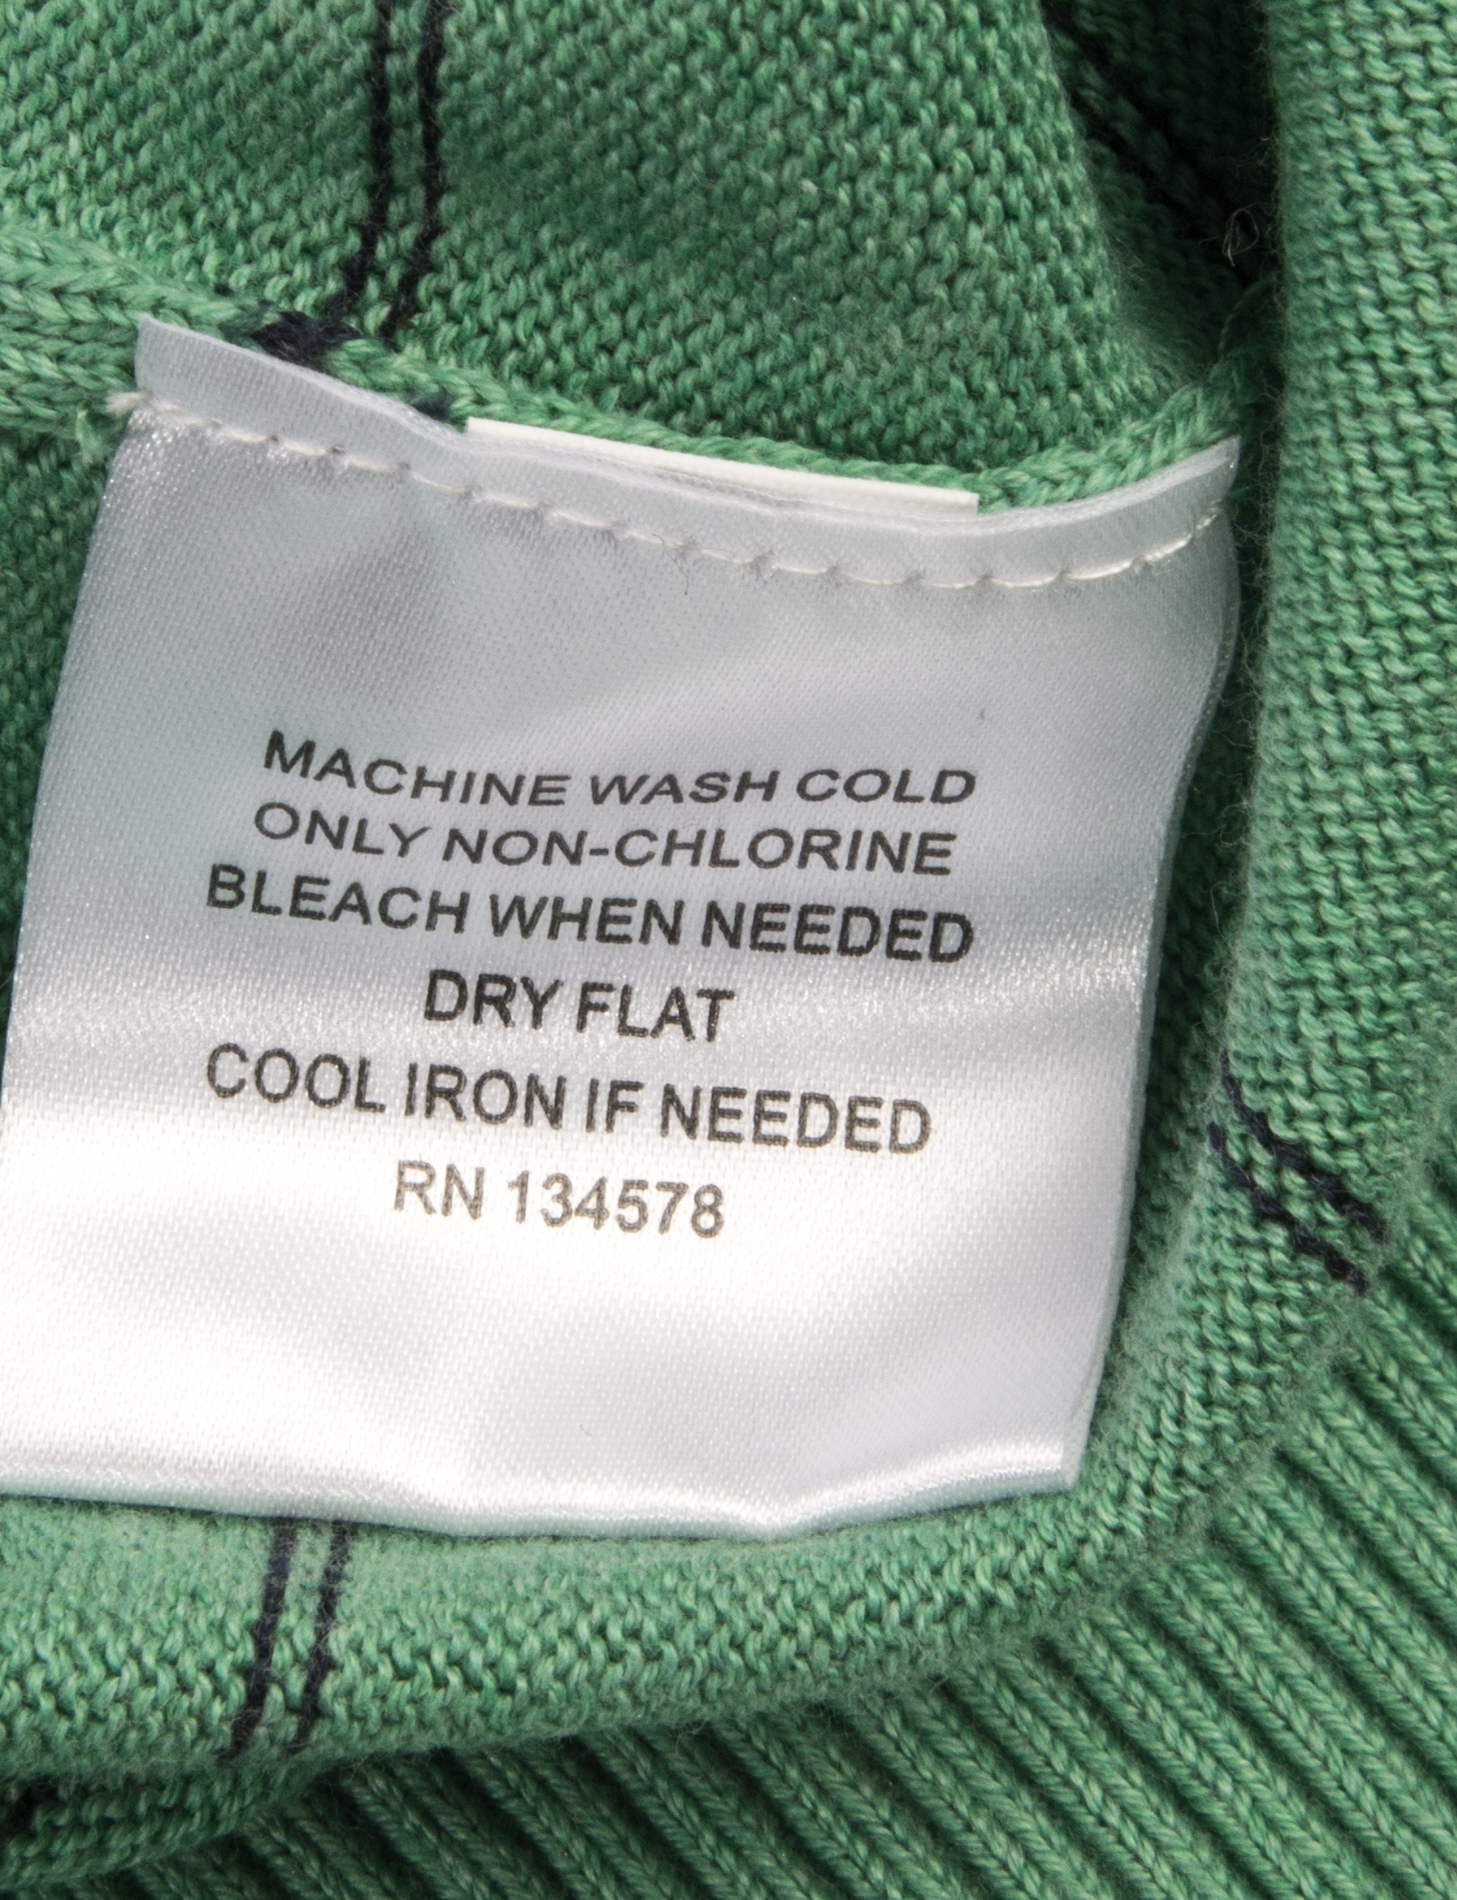 MACHINE WASH COLD
ONLY NON-CHLORINE
BLEACH WHEN NEEDED
DRY FLAT
COOL IRON IF NEEDED
RN 134578